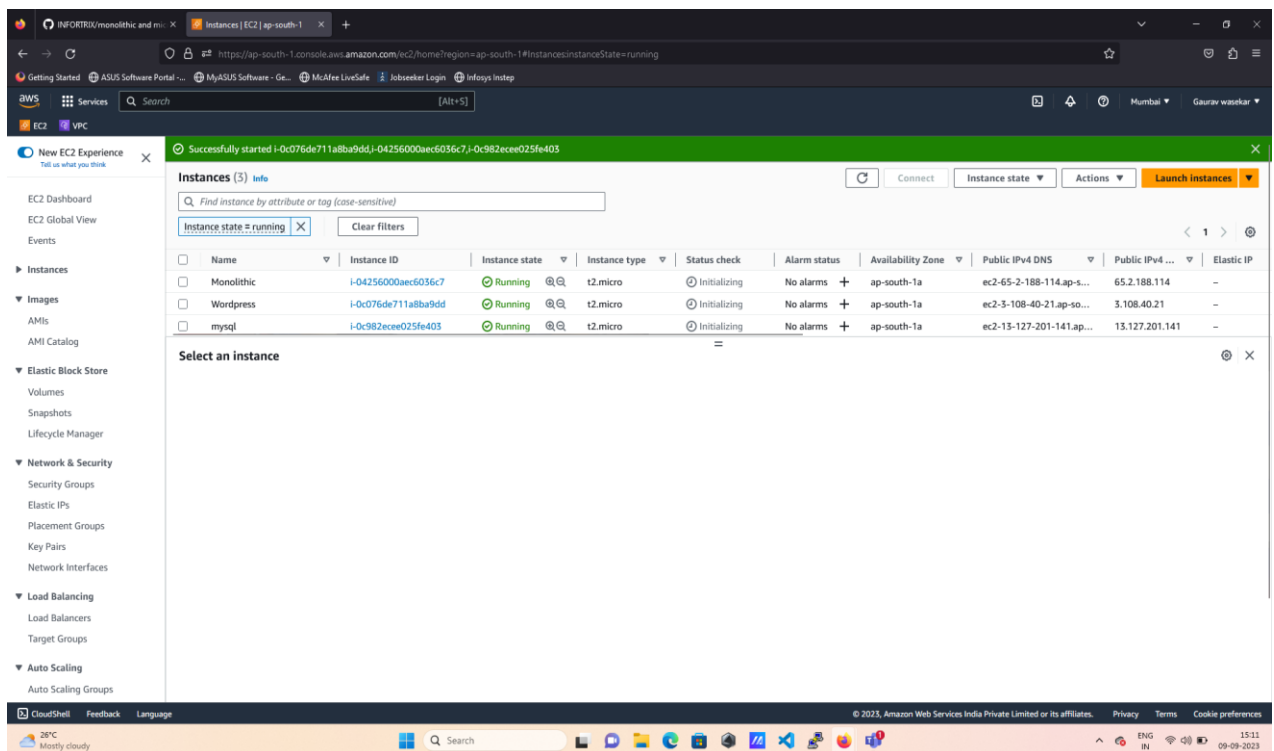 INFORTRIX/monolithic and mic
Instances | EC2 | ap-south-1
https://ap-south-1.console.aws.amazon.com/ec2/home?region=ap-south-1#Instances:instanceState=running
Getting Started ASUS Software Portal -... MyASUS Software - Ge... McAfee LiveSafe Jobseeker Login Infosys Instep
aws Services Search [Alt+S] Mumbai Gaurav wasekar
EC2 VPC
New EC2 Experience
Tell us what you think
EC2 Dashboard
EC2 Global View
Events
Instances
Images
AMIs
AMI Catalog
Elastic Block Store
Volumes
Snapshots
Lifecycle Manager
Network & Security
Security Groups
Elastic IPs
Placement Groups
Key Pairs
Network Interfaces
Load Balancing
Load Balancers
Target Groups
Auto Scaling
Auto Scaling Groups
Successfully started i-0c076de711a8ba9dd,i-04256000aec6036c7,i-0c982ecee025fe403
Instances (3) Info Connect Instance state Actions Launch instances
Find instance by attribute or tag (case-sensitive)
Instance state = running Clear filters 1
Name Instance ID Instance state Instance type Status check Alarm status Availability Zone Public IPv4 DNS Public IPv4 ... Elastic IP
Monolithic i-04256000aec6036c7 Running t2.micro Initializing No alarms + ap-south-1a ec2-65-2-188-114.ap-s... 65.2.188.114 –
Wordpress i-0c076de711a8ba9dd Running t2.micro Initializing No alarms + ap-south-1a ec2-3-108-40-21.ap-so... 3.108.40.21 –
mysql i-0c982ecee025fe403 Running t2.micro Initializing No alarms + ap-south-1a ec2-13-127-201-141.ap... 13.127.201.141 –
Select an instance
CloudShell Feedback Language © 2023, Amazon Web Services India Private Limited or its affiliates. Privacy Terms Cookie preferences
26°C
Mostly cloudy
Search
ENG
IN
15:11
09-09-2023